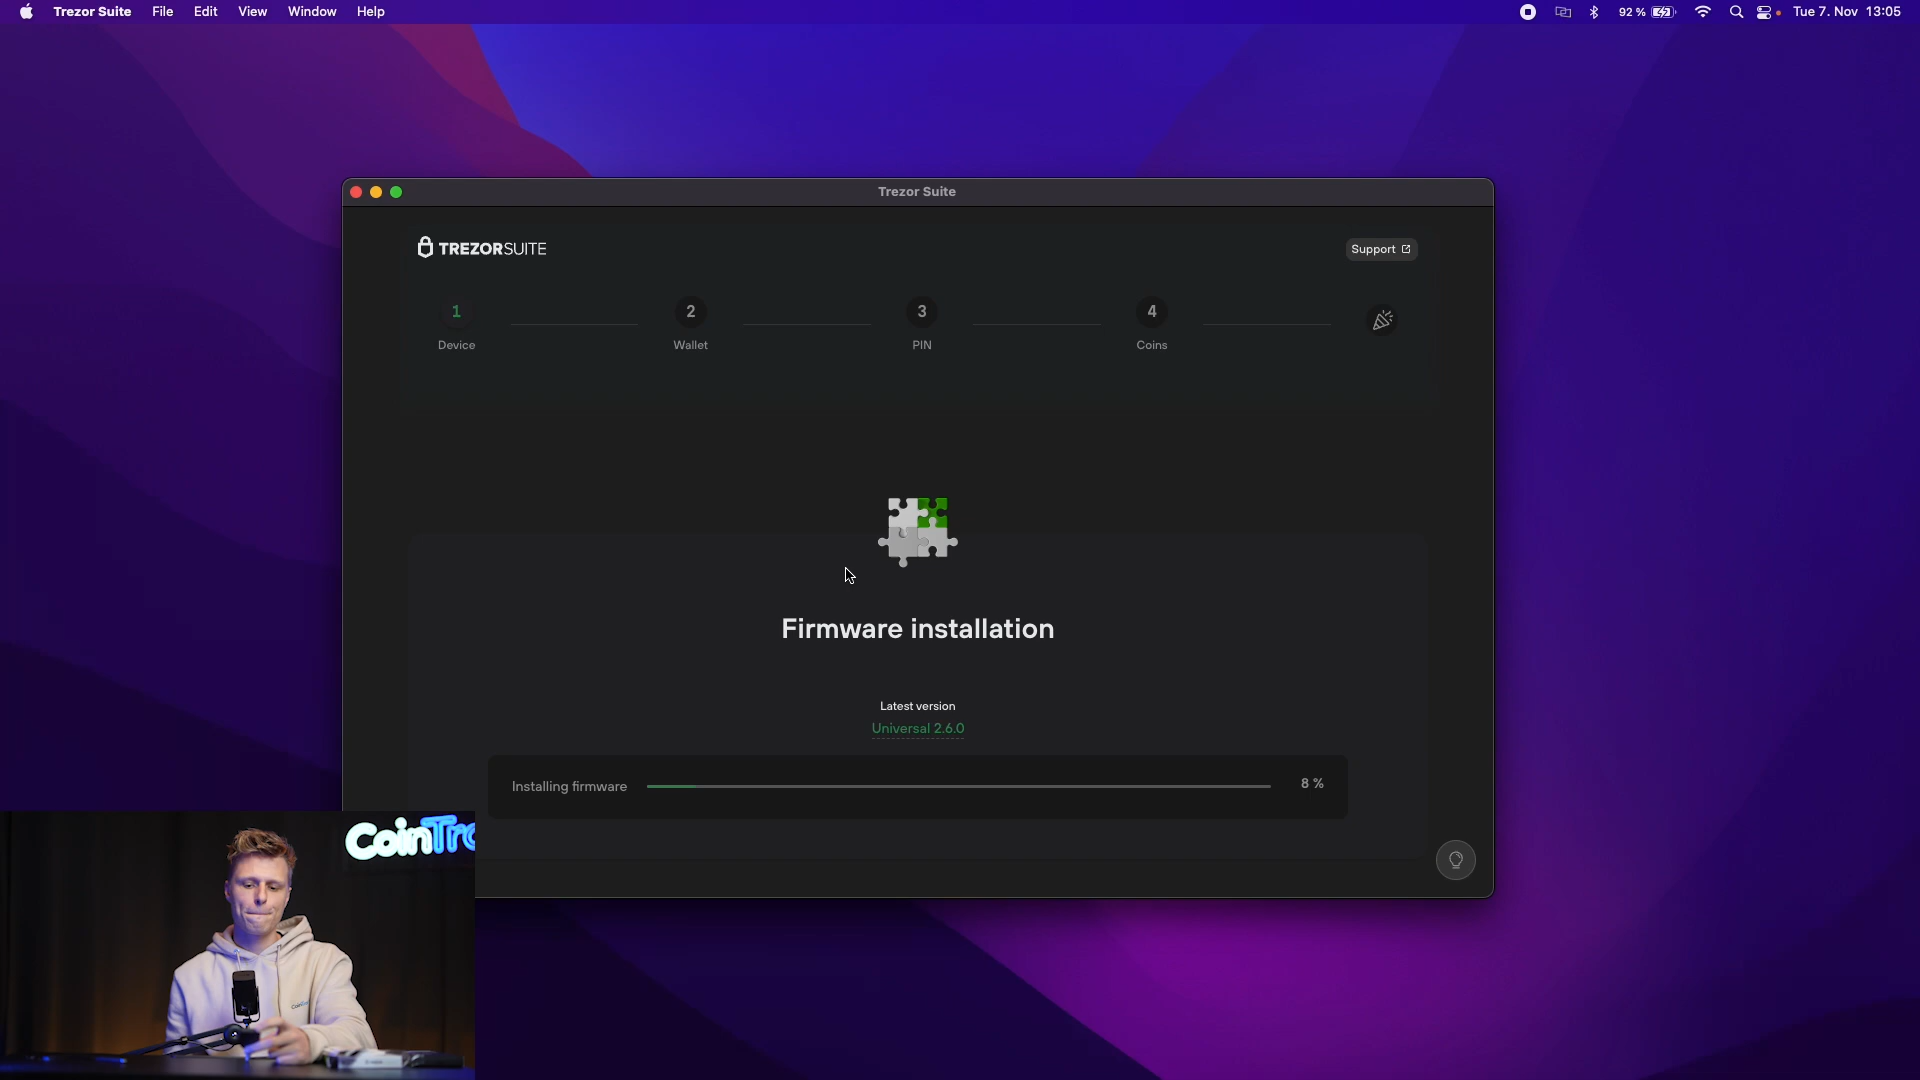 Trezor Suite File Edit View Window Help
92 % Tue 7. Nov 13:05
Trezor Suite
TREZORSUITE
Support
1 2 3 4
Device Wallet PIN Coins
Firmware installation
Latest version
Universal 2.6.0
Installing firmware 8 %